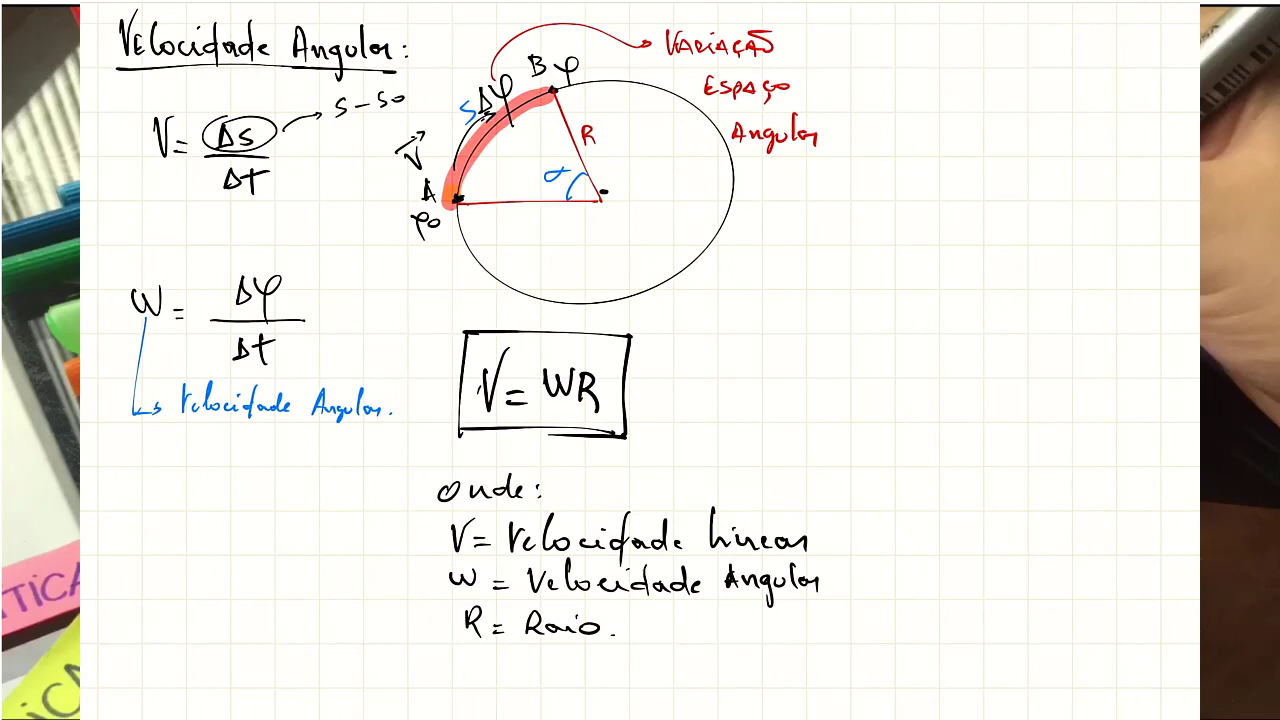 Velocidade Angular:
V = ΔS / Δt → S - S0
VARIAÇÃO
ESPAÇO
Angular
B φ
S Δφ
R
V
α
A
φ0
W = Δφ / Δt
↳ Velocidade Angular.
V = WR
onde:
V = Velocidade Linear
W = Velocidade Angular
R = Raio.